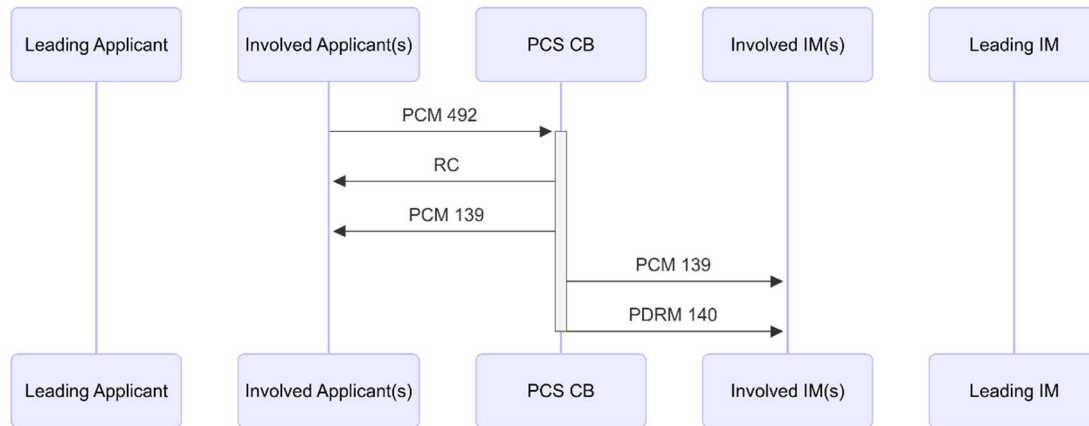 Leading Applicant
Involved Applicant(s)
PCS CB
Involved IM(s)
Leading IM
PCM 492
RC
PCM 139
PCM 139
PDRM 140
Leading Applicant
Involved Applicant(s)
PCS CB
Involved IM(s)
Leading IM